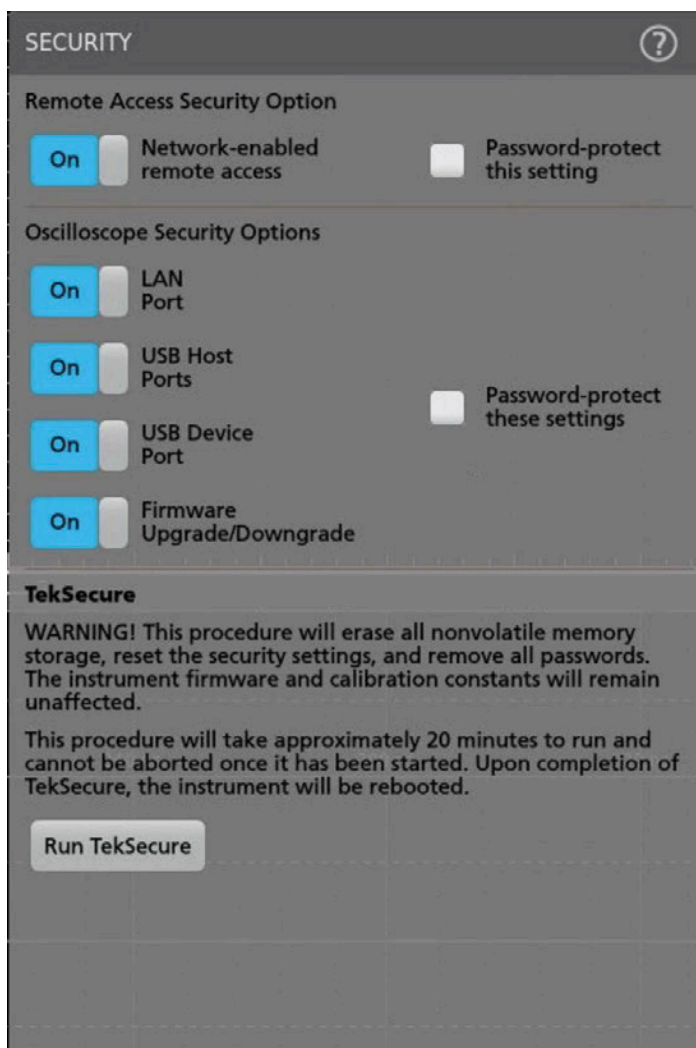 SECURITY
?
Remote Access Security Option
On
Network-enabled
remote access
Password-protect
this setting
Oscilloscope Security Options
On
LAN
Port
On
USB Host
Ports
On
USB Device
Port
On
Firmware
Upgrade/Downgrade
Password-protect
these settings
TekSecure
WARNING! This procedure will erase all nonvolatile memory
storage, reset the security settings, and remove all passwords.
The instrument firmware and calibration constants will remain
unaffected.
This procedure will take approximately 20 minutes to run and
cannot be aborted once it has been started. Upon completion of
TekSecure, the instrument will be rebooted.
Run TekSecure